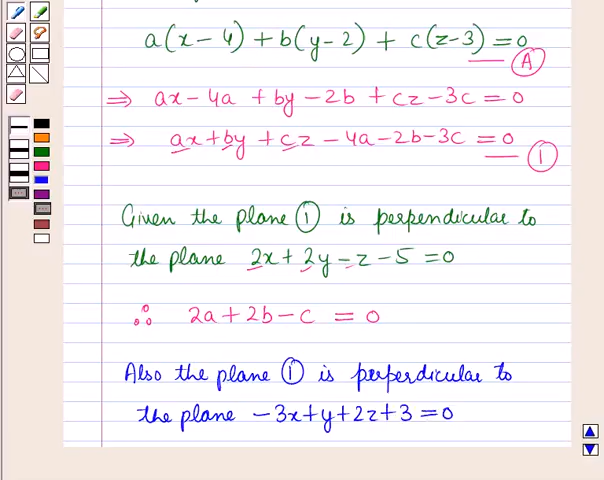 a(x-4)+b(y-2)+c(z-3)=0 Ⓐ
⇒ ax-4a+by-2b+cz-3c=0
⇒ ax+by+cz-4a-2b-3c=0 ①
Given the plane ① is perpendicular to
the plane 2x+2y-z-5=0
∴ 2a+2b-c=0
Also the plane ① is perperdicular to
the plane -3x+y+2z+3=0